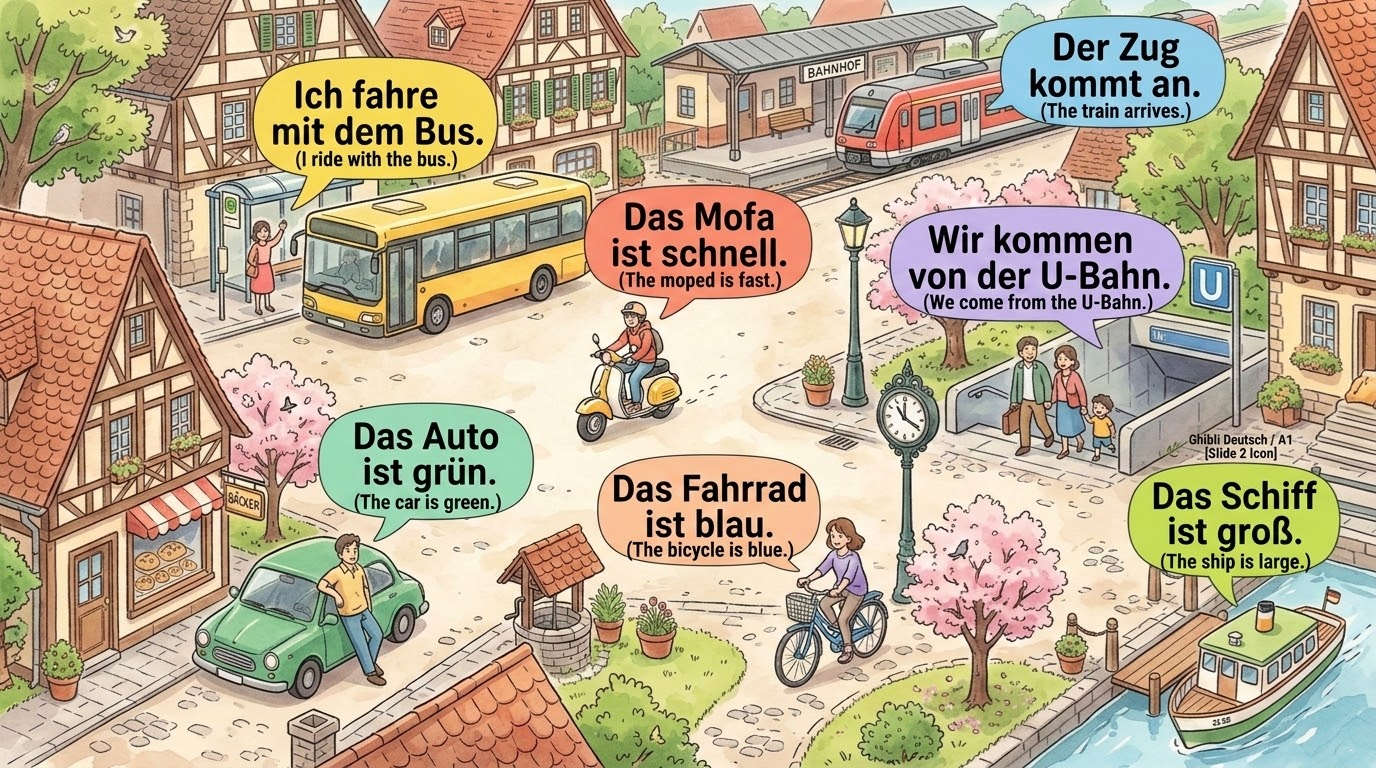 Ich fahre
mit dem Bus.
(I ride with the bus.)
BAHNHOF
Der Zug
kommt an.
(The train arrives.)
Das Mofa
ist schnell.
(The moped is fast.)
Wir kommen
von der U-Bahn.
(We come from the U-Bahn.)
U
Das Auto
ist grün.
(The car is green.)
BÄCKER
Das Fahrrad
ist blau.
(The bicycle is blue.)
Ghibli Deutsch / A1
[Slide 2 Icon]
Das Schiff
ist groß.
(The ship is large.)